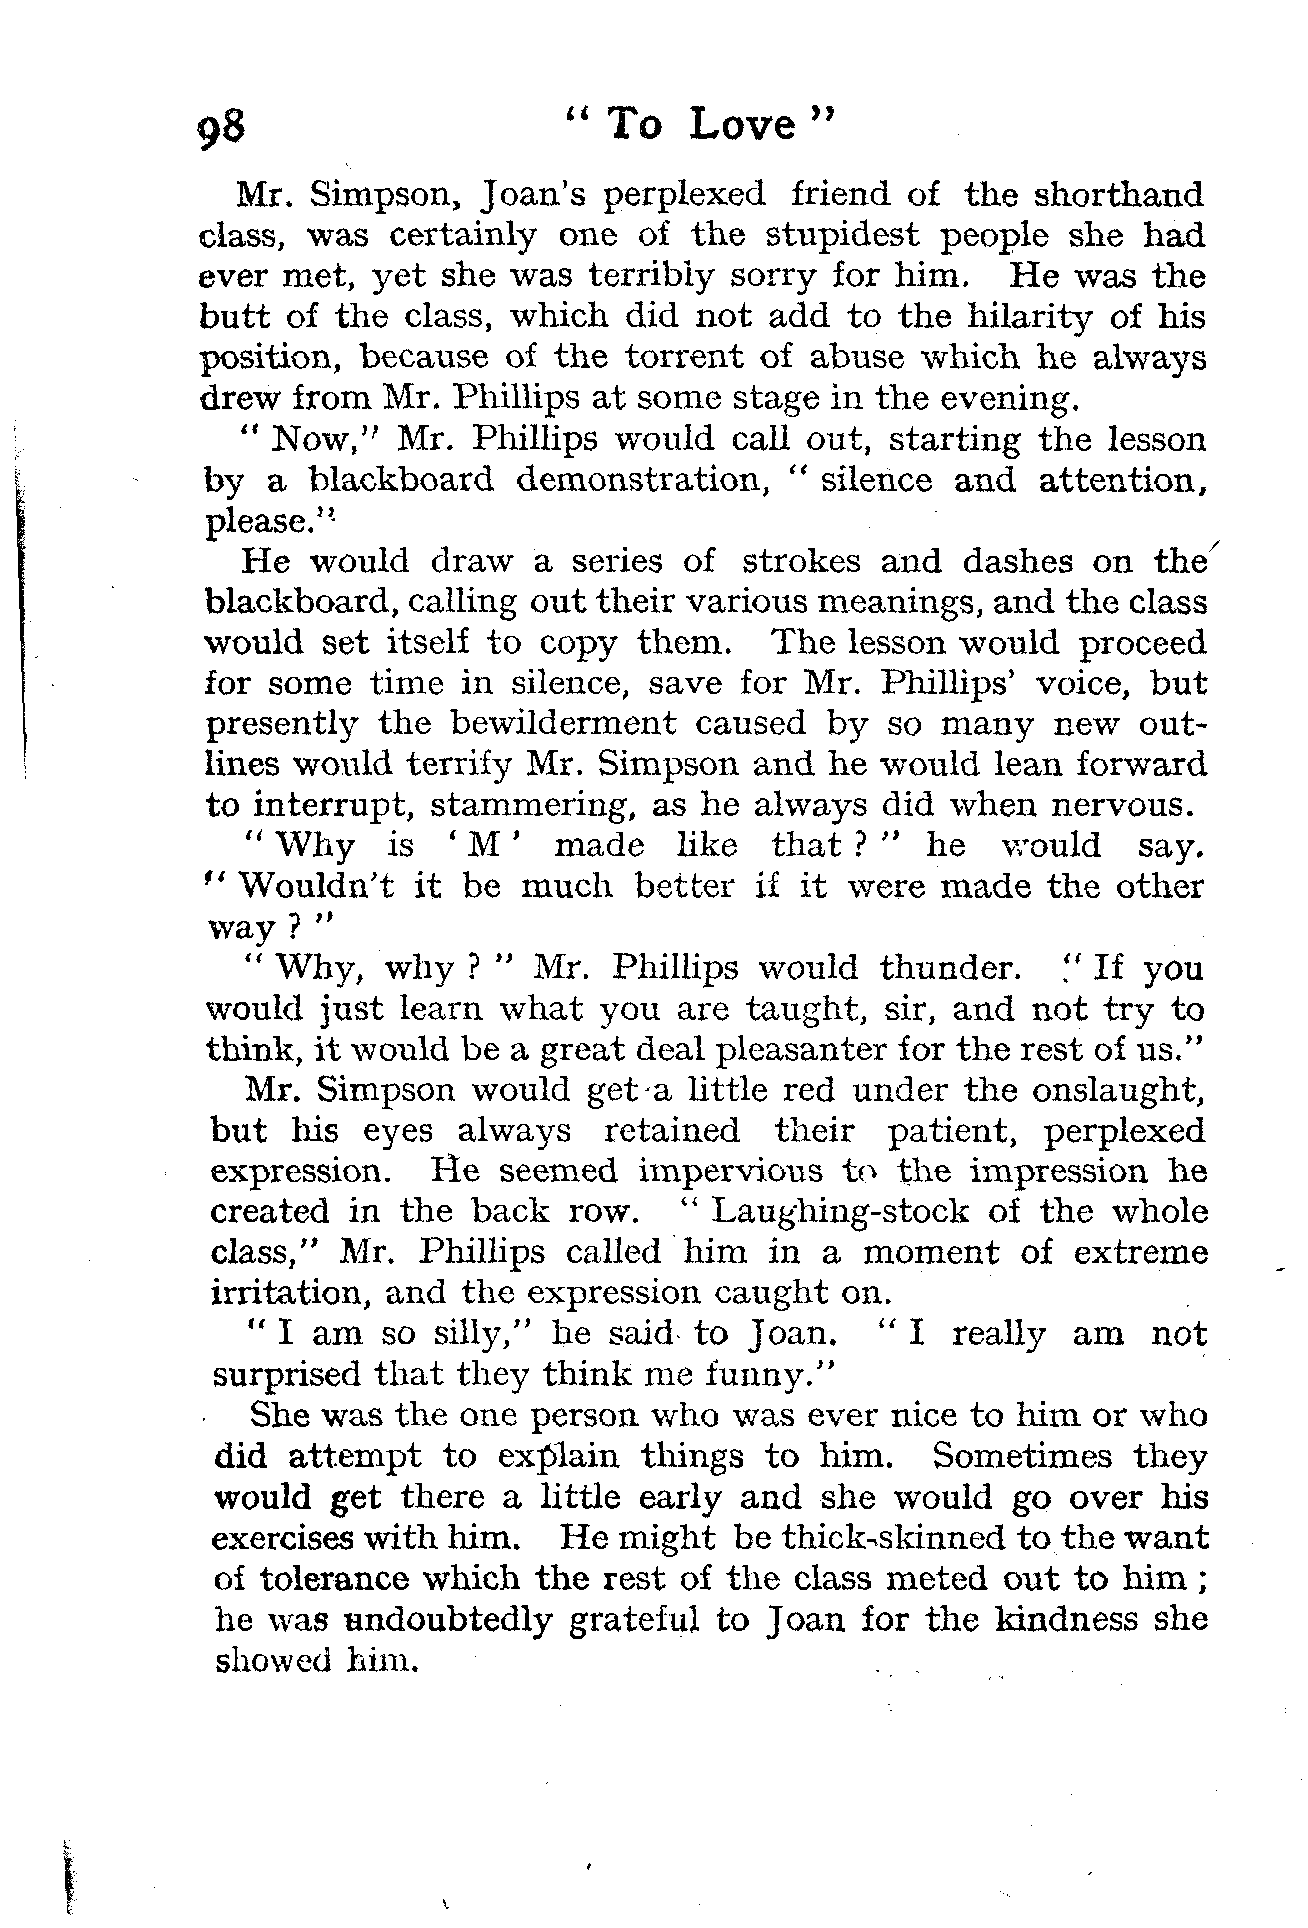 98 " To Love "
Mr. Simpson, Joan's perplexed friend of the shorthand
class, was certainly one of the stupidest people she had
ever met, yet she was terribly sorry for him. He was the
butt of the class, which did not add to the hilarity of his
position, because of the torrent of abuse which he always
drew from Mr. Phillips at some stage in the evening.
" Now," Mr. Phillips would call out, starting the lesson
by a blackboard demonstration, " silence and attention,
please."
He would draw a series of strokes and dashes on the
blackboard, calling out their various meanings, and the class
would set itself to copy them. The lesson would proceed
for some time in silence, save for Mr. Phillips' voice, but
presently the bewilderment caused by so many new out-
lines would terrify Mr. Simpson and he would lean forward
to interrupt, stammering, as he always did when nervous.
" Why is ' M ' made like that ? " he would say.
" Wouldn't it be much better if it were made the other
way ? "
" Why, why ? " Mr. Phillips would thunder. " If you
would just learn what you are taught, sir, and not try to
think, it would be a great deal pleasanter for the rest of us."
Mr. Simpson would get a little red under the onslaught,
but his eyes always retained their patient, perplexed
expression. He seemed impervious to the impression he
created in the back row. " Laughing-stock of the whole
class," Mr. Phillips called him in a moment of extreme
irritation, and the expression caught on.
" I am so silly," he said to Joan. " I really am not
surprised that they think me funny."
She was the one person who was ever nice to him or who
did attempt to explain things to him. Sometimes they
would get there a little early and she would go over his
exercises with him. He might be thick-skinned to the want
of tolerance which the rest of the class meted out to him ;
he was undoubtedly grateful to Joan for the kindness she
showed him.